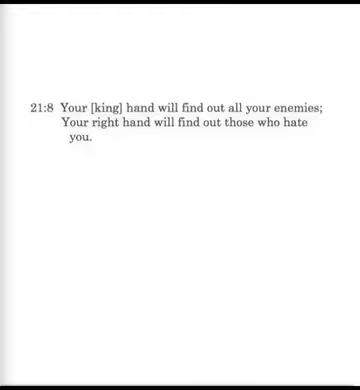 21:8 Your [king] hand will find out all your enemies;
Your right hand will find out those who hate
you.